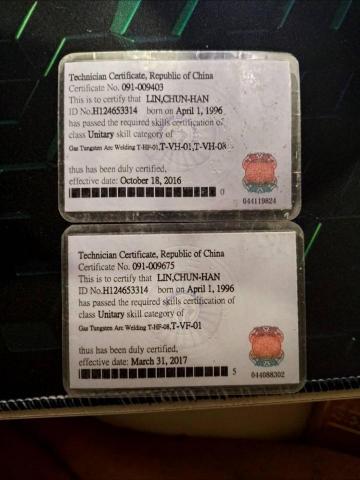 Technician Certificate, Republic of China
Certificate No. 091-009403
This is to certify that LIN,CHUN-HAN
ID No.H124653314 born on April 1, 1996
has passed the required skills certification of
class Unitary skill category of
Gas Tungsten Arc Welding T-HF-01,T-VH-01,T-VH-08
thus has been duly certified,
effective date: October 18, 2016
0
044119824
Technician Certificate, Republic of China
Certificate No. 091-009675
This is to certify that LIN,CHUN-HAN
ID No.H124653314 born on April 1, 1996
has passed the required skills certification of
class Unitary skill category of
Gas Tungsten Arc Welding T-HF-08,T-VF-01
thus has been duly certified,
effective date: March 31, 2017
5
044088302